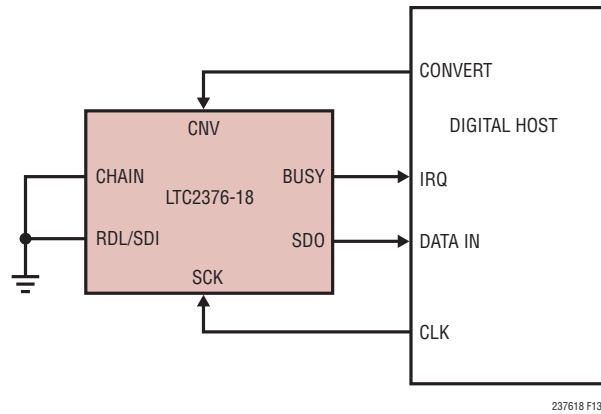 CONVERT
CNV
DIGITAL HOST
CHAIN
BUSY
IRQ
LTC2376-18
RDL/SDI
SDO
DATA IN
SCK
CLK
237618 F13